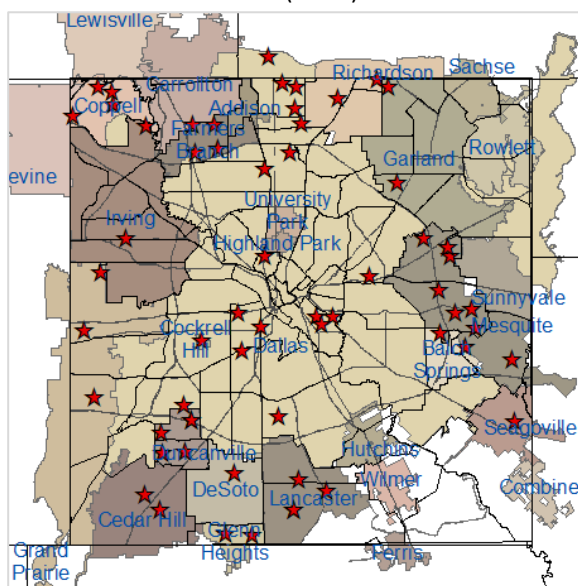 Lewisville
Carrollton
Richardson
Sachse
Coppell
Addison
Farmers
Branch
Garland
Rowlett
evine
University
Park
Irving
Highland Park
Sunnyvale
Mesquite
Cockrell
Hill
Dallas
Balch
Springs
Seagoville
Hutchins
Duncanville
Wilmer
DeSoto
Lancaster
Combine
Cedar Hill
Glenn
Heights
Ferris
Grand
Prairie